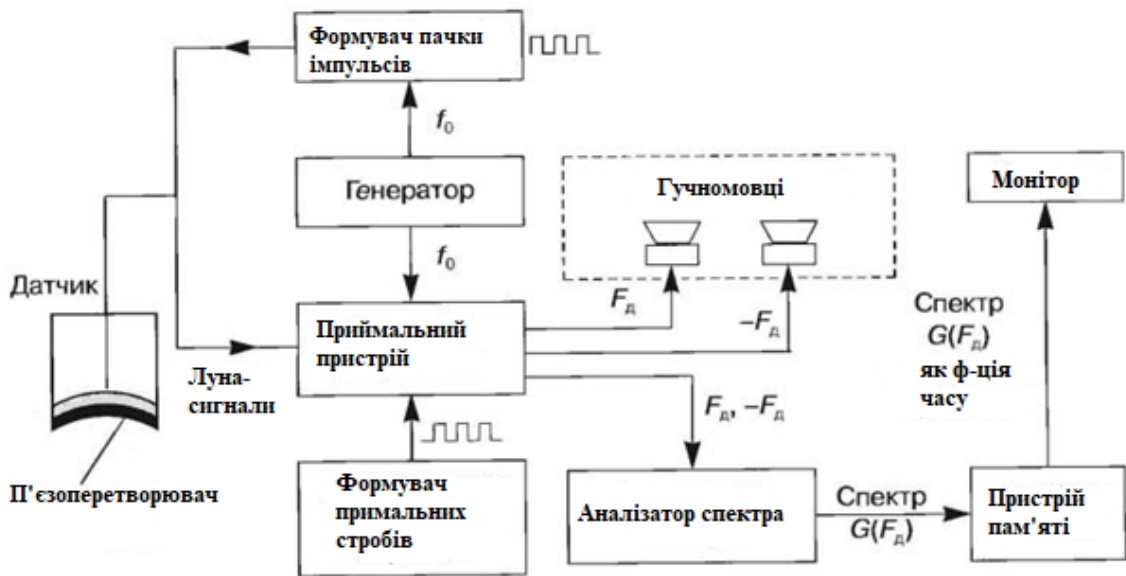 Формувач пачки
імпульсів
f₀
Генератор
f₀
Гучномовці
Монітор
Датчик
Fд
–Fд
Приймальний
пристрій
Луна-
сигнали
Fд, –Fд
Спектр
G(Fд)
як ф-ція
часу
П'єзоперетворювач
Формувач
примальних
стробів
Аналізатор спектра
Спектр
G(Fд)
Пристрій
пам'яті